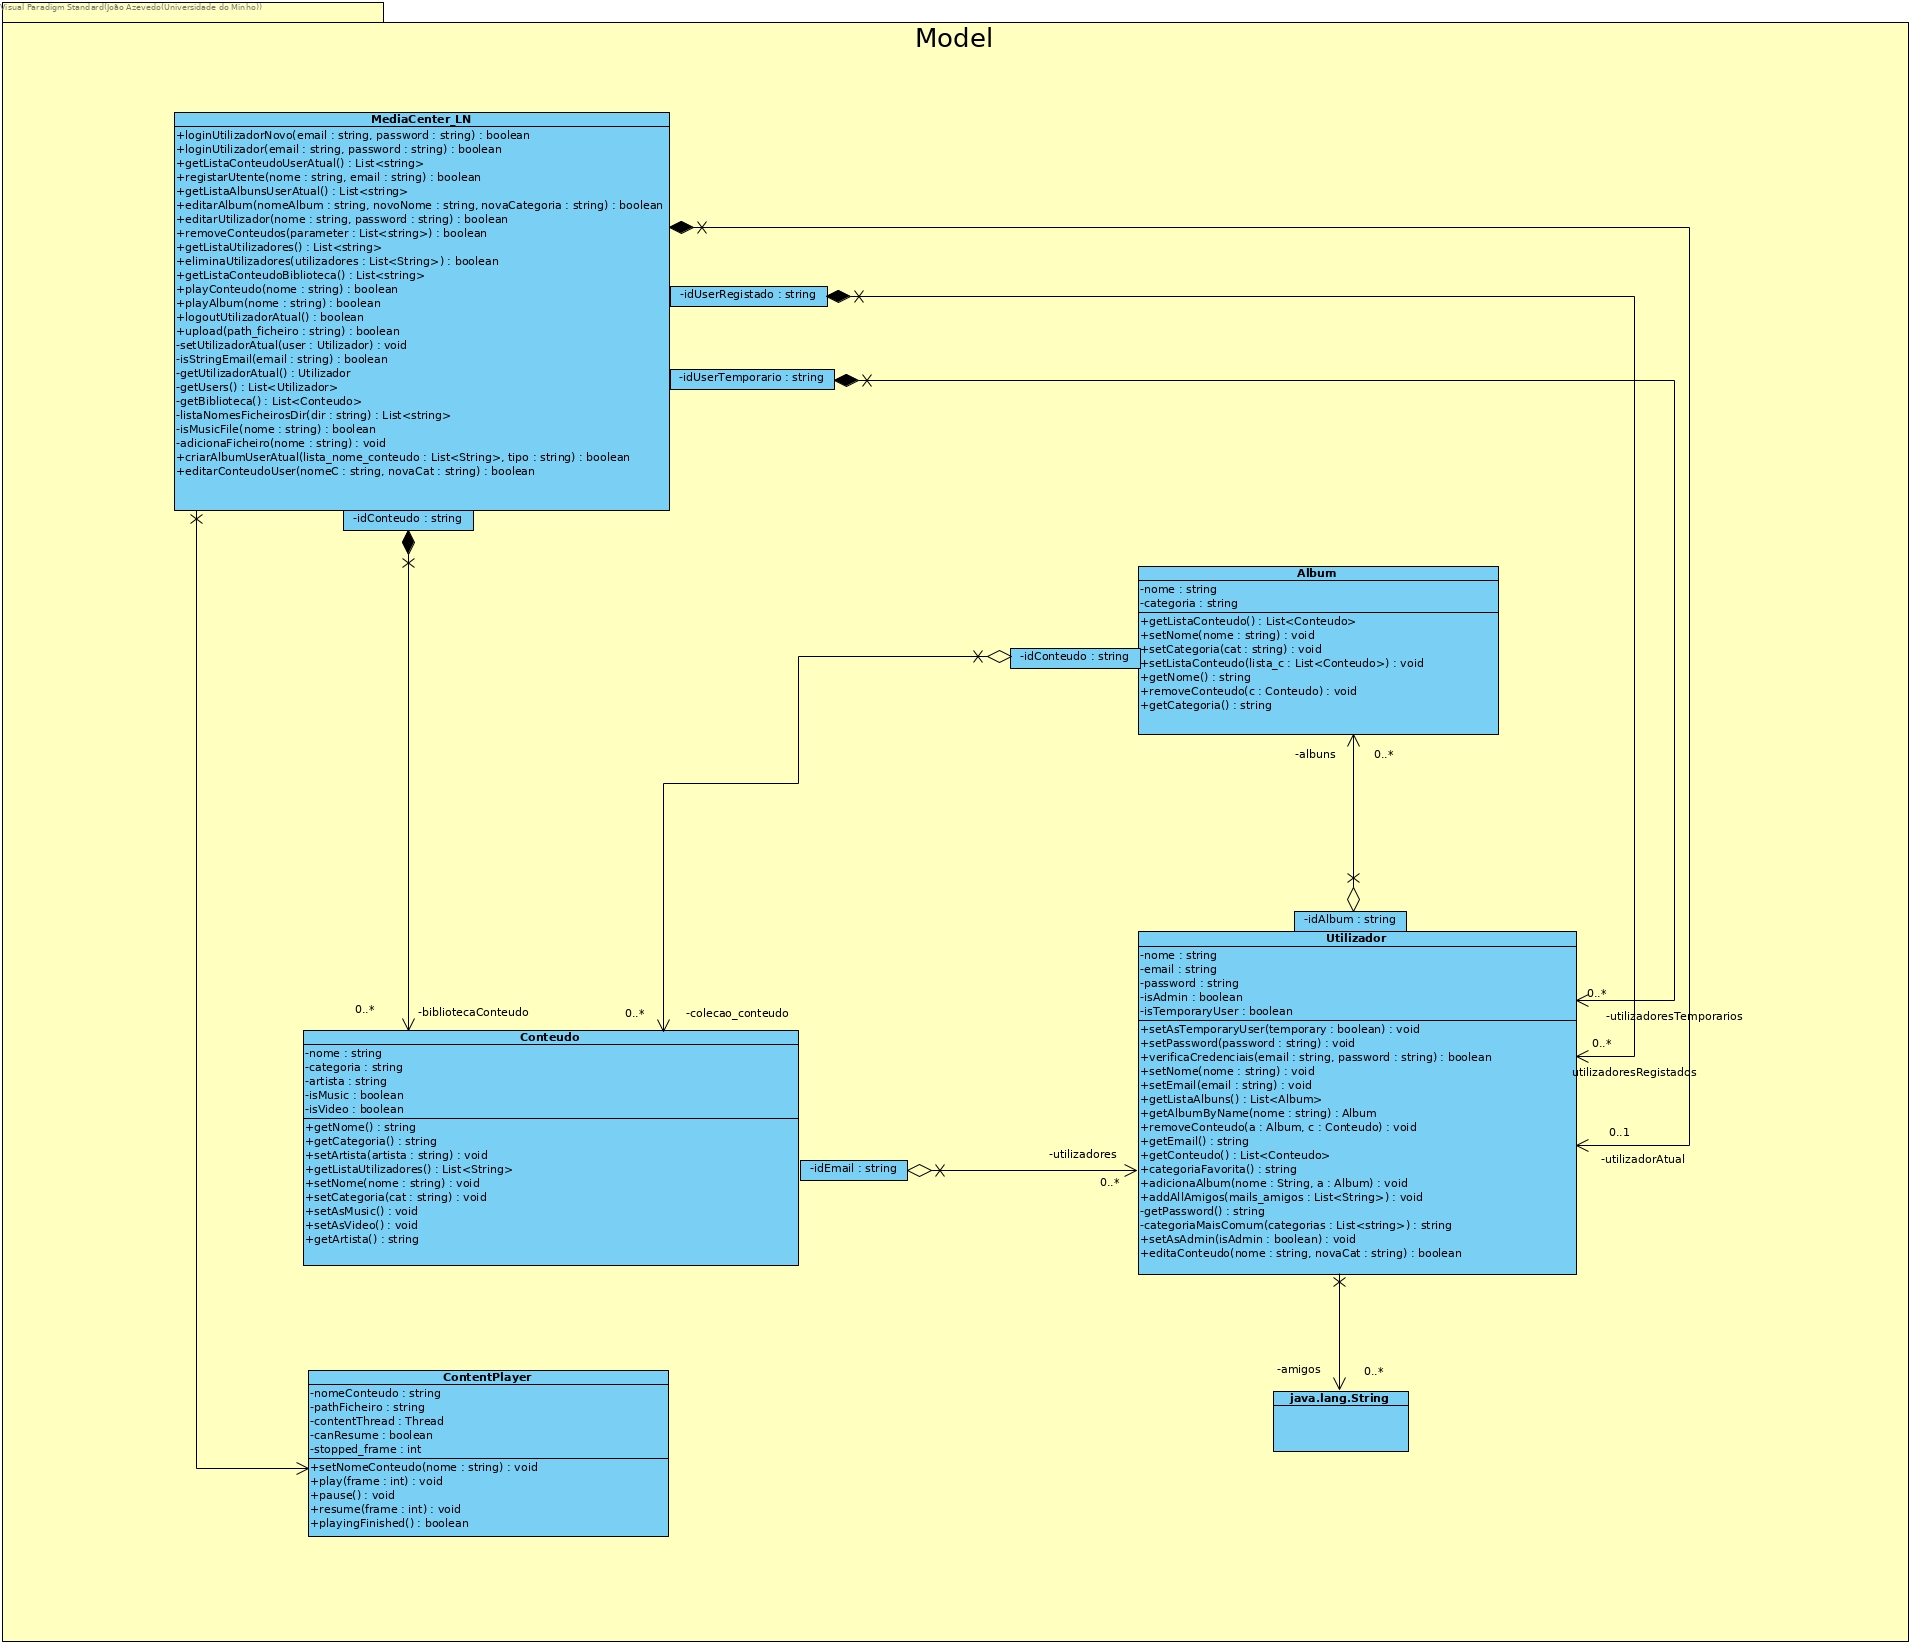 Visual Paradigm Standard(João Azevedo(Universidade do Minho))
Model
MediaCenter_LN
+loginUtilizadorNovo(email : string, password : string) : boolean
+loginUtilizador(email : string, password : string) : boolean
+getListaConteudoUserAtual() : List<string>
+registarUtente(nome : string, email : string) : boolean
+getListaAlbunsUserAtual() : List<string>
+editarAlbum(nomeAlbum : string, novoNome : string, novaCategoria : string) : boolean
+editarUtilizador(nome : string, password : string) : boolean
+removeConteudos(parameter : List<string>) : boolean
+getListaUtilizadores() : List<string>
+eliminaUtilizadores(utilizadores : List<String>) : boolean
+getListaConteudoBiblioteca() : List<string>
+playConteudo(nome : string) : boolean
+playAlbum(nome : string) : boolean
+logoutUtilizadorAtual() : boolean
+upload(path_ficheiro : string) : boolean
-setUtilizadorAtual(user : Utilizador) : void
-isStringEmail(email : string) : boolean
-getUtilizadorAtual() : Utilizador
-getUsers() : List<Utilizador>
-getBiblioteca() : List<Conteudo>
-listaNomesFicheirosDir(dir : string) : List<string>
-isMusicFile(nome : string) : boolean
-adicionaFicheiro(nome : string) : void
+criarAlbumUserAtual(lista_nome_conteudo : List<String>, tipo : string) : boolean
+editarConteudoUser(nomeC : string, novaCat : string) : boolean
-idUserRegistado : string
-idUserTemporario : string
-idConteudo : string
Album
-nome : string
-categoria : string
+getListaConteudo() : List<Conteudo>
+setNome(nome : string) : void
+setCategoria(cat : string) : void
+setListaConteudo(lista_c : List<Conteudo>) : void
+getNome() : string
+removeConteudo(c : Conteudo) : void
+getCategoria() : string
-idConteudo : string
-albuns
0..*
-idAlbum : string
Utilizador
-nome : string
-email : string
-password : string
-isAdmin : boolean
-isTemporaryUser : boolean
+setAsTemporaryUser(temporary : boolean) : void
+setPassword(password : string) : void
+verificaCredenciais(email : string, password : string) : boolean
+setNome(nome : string) : void
+setEmail(email : string) : void
+getListaAlbuns() : List<Album>
+getAlbumByName(nome : string) : Album
+removeConteudo(a : Album, c : Conteudo) : void
+getEmail() : string
+getConteudo() : List<Conteudo>
+categoriaFavorita() : string
+adicionaAlbum(nome : String, a : Album) : void
+addAllAmigos(mails_amigos : List<String>) : void
-getPassword() : string
-categoriaMaisComum(categorias : List<string>) : string
+setAsAdmin(isAdmin : boolean) : void
+editaConteudo(nome : string, novaCat : string) : boolean
0..*
-utilizadoresTemporarios
0..*
utilizadoresRegistados
0..1
-utilizadorAtual
0..*
-bibliotecaConteudo
0..*
-colecao_conteudo
Conteudo
-nome : string
-categoria : string
-artista : string
-isMusic : boolean
-isVideo : boolean
+getNome() : string
+getCategoria() : string
+setArtista(artista : string) : void
+getListaUtilizadores() : List<String>
+setNome(nome : string) : void
+setCategoria(cat : string) : void
+setAsMusic() : void
+setAsVideo() : void
+getArtista() : string
-idEmail : string
-utilizadores
0..*
-amigos
0..*
java.lang.String
ContentPlayer
-nomeConteudo : string
-pathFicheiro : string
-contentThread : Thread
-canResume : boolean
-stopped_frame : int
+setNomeConteudo(nome : string) : void
+play(frame : int) : void
+pause() : void
+resume(frame : int) : void
+playingFinished() : boolean